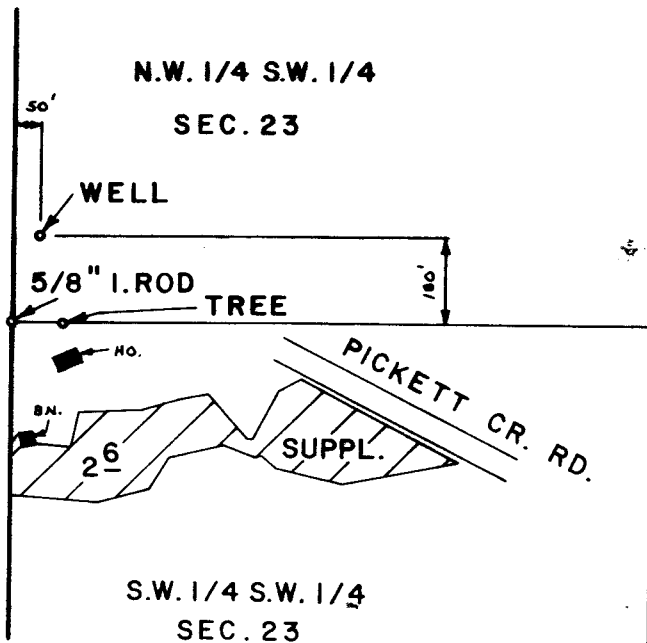 N.W. 1/4 S.W. 1/4
SEC. 23
50'
WELL
180'
5/8" I.ROD
TREE
HO.
PICKETT CR. RD.
BN.
2 6
SUPPL.
S.W. 1/4 S.W. 1/4
SEC. 23